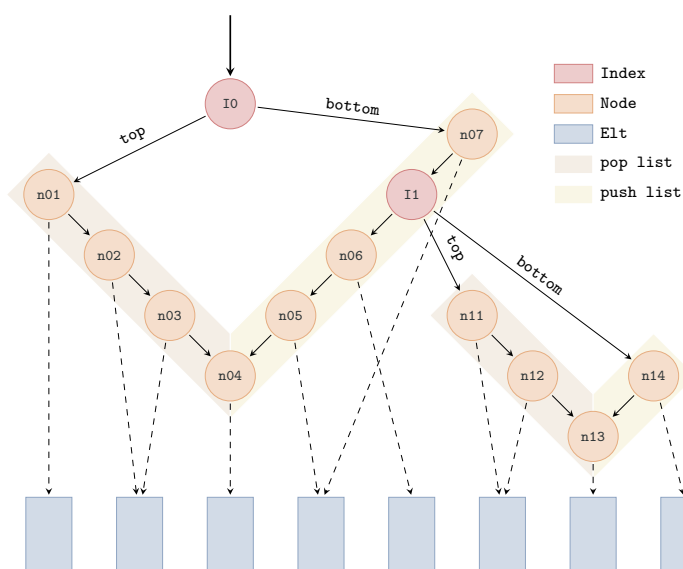 I0
top
bottom
n07
Index
Node
Elt
pop list
push list
n01
I1
n02
n06
top
bottom
n03
n05
n11
n04
n12
n14
n13